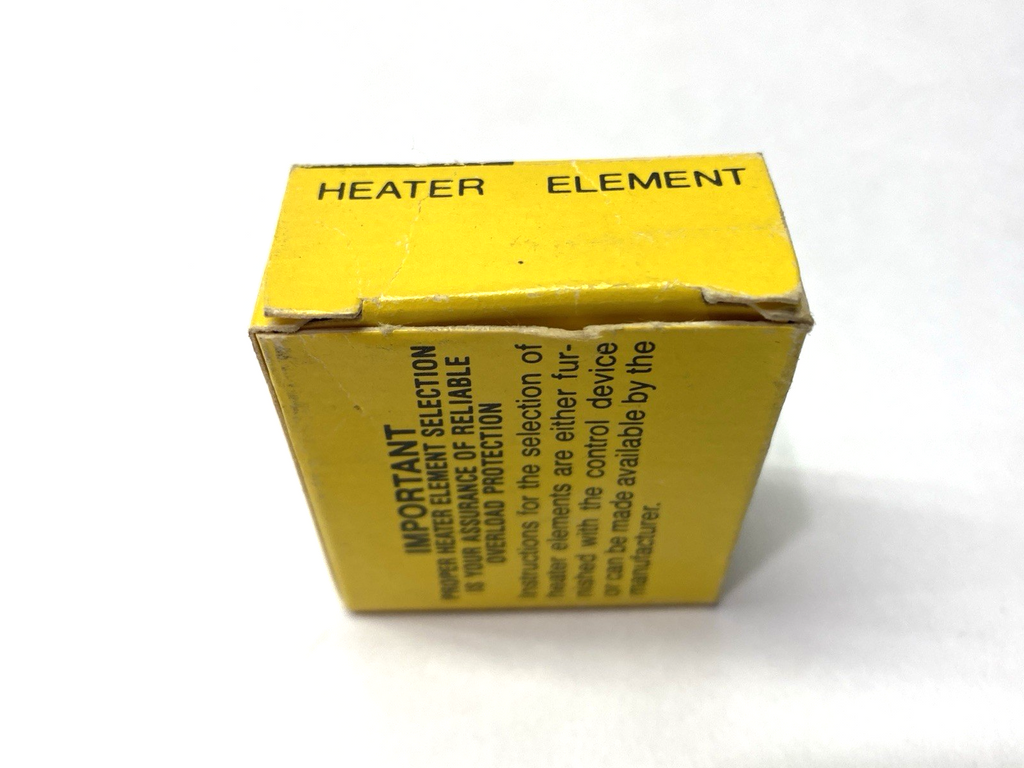 HEATER ELEMENT
IMPORTANT
PROPER HEATER ELEMENT SELECTION
IS YOUR ASSURANCE OF RELIABLE
OVERLOAD PROTECTION
Instructions for the selection of
heater elements are either fur-
nished with the control device
or can be made available by the
manufacturer.